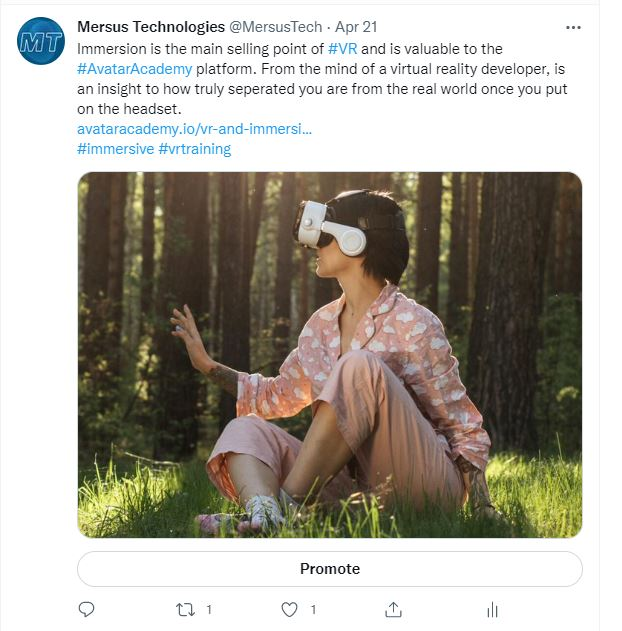 MT
Mersus Technologies @MersusTech · Apr 21
Immersion is the main selling point of #VR and is valuable to the
#AvatarAcademy platform. From the mind of a virtual reality developer, is
an insight to how truly seperated you are from the real world once you put
on the headset.
avataracademy.io/vr-and-immersi...
#immersive #vrtraining
Promote
1
1